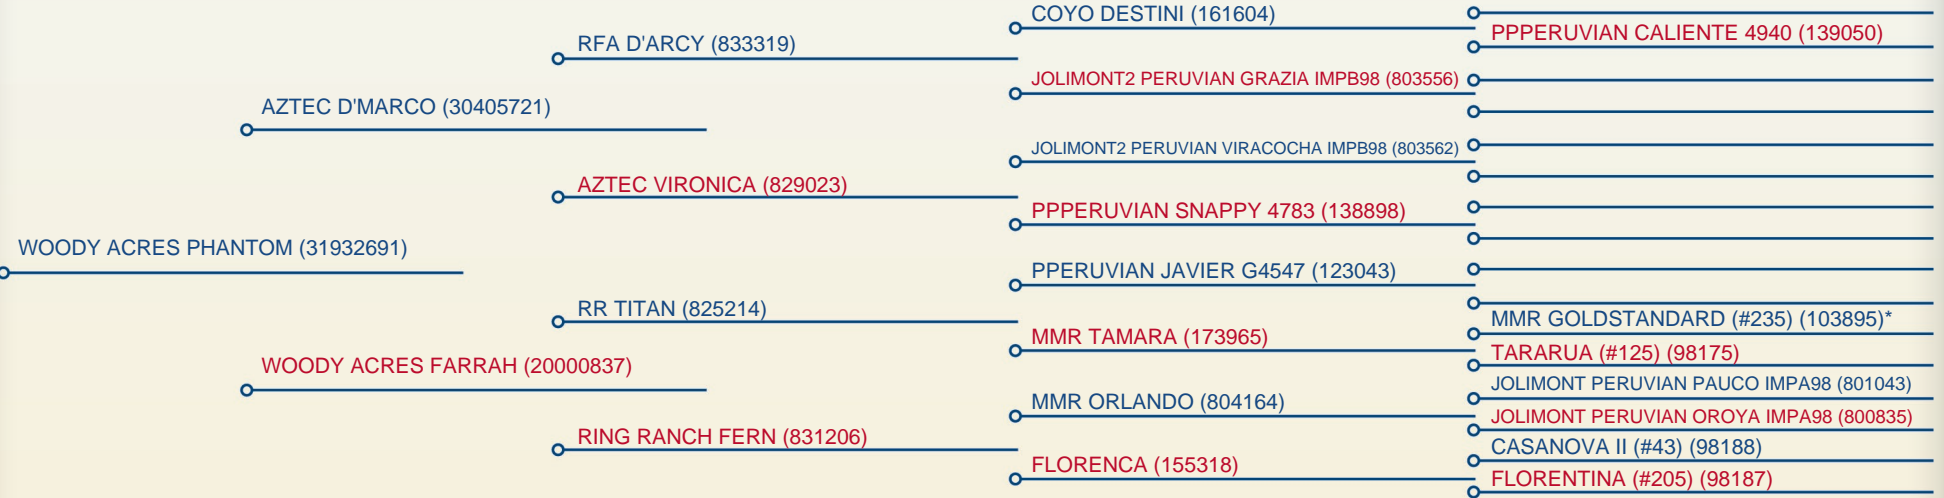 COYO DESTINI (161604)
PPPERUVIAN CALIENTE 4940 (139050)
RFA D'ARCY (833319)
JOLIMONT2 PERUVIAN GRAZIA IMPB98 (803556)
AZTEC D'MARCO (30405721)
JOLIMONT2 PERUVIAN VIRACOCHA IMPB98 (803562)
AZTEC VIRONICA (829023)
PPPERUVIAN SNAPPY 4783 (138898)
WOODY ACRES PHANTOM (31932691)
PPERUVIAN JAVIER G4547 (123043)
RR TITAN (825214)
MMR GOLDSTANDARD (#235) (103895)*
MMR TAMARA (173965)
TARARUA (#125) (98175)
WOODY ACRES FARRAH (20000837)
JOLIMONT PERUVIAN PAUCO IMPA98 (801043)
MMR ORLANDO (804164)
JOLIMONT PERUVIAN OROYA IMPA98 (800835)
RING RANCH FERN (831206)
CASANOVA II (#43) (98188)
FLORENCA (155318)
FLORENTINA (#205) (98187)